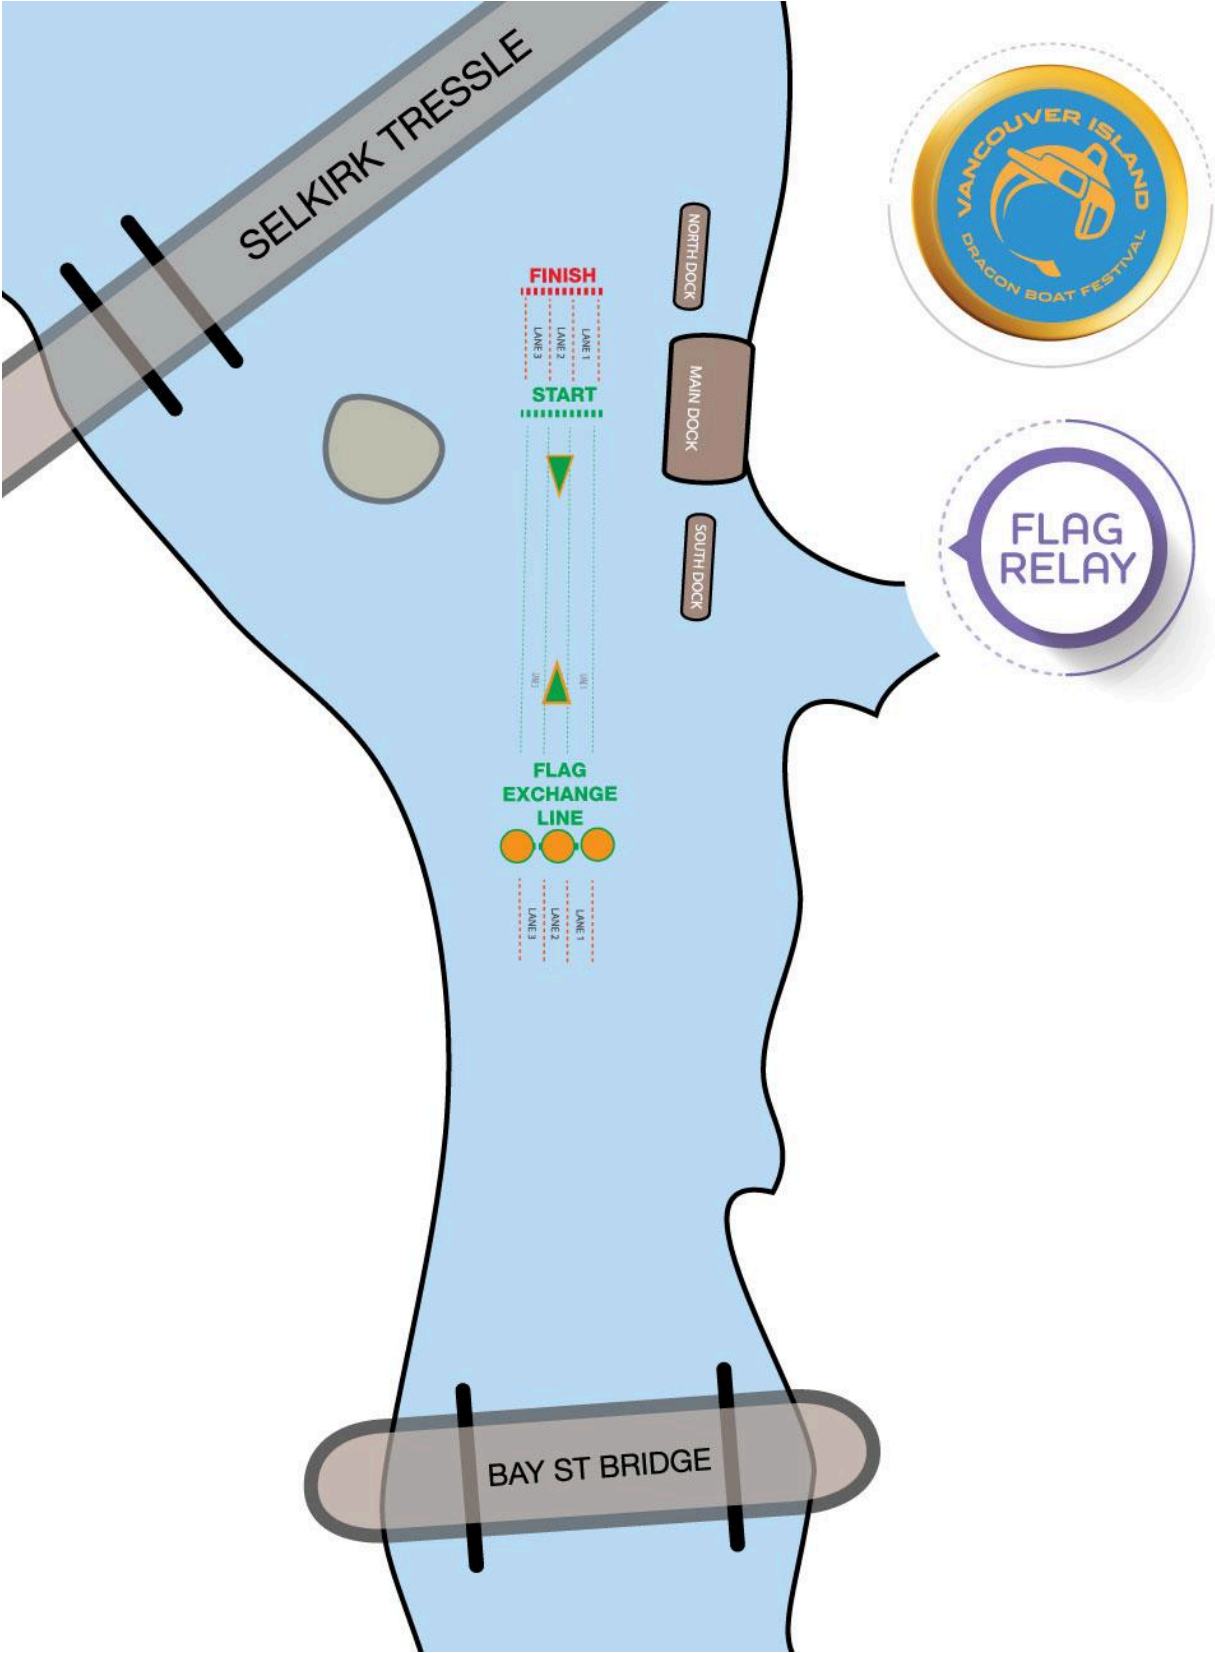 SELKIRK TRESSLE
VANCOUVER ISLAND
DRAGON BOAT FESTIVAL
NORTH DOCK
FINISH
LANE 3
LANE 2
LANE 1
MAIN DOCK
START
FLAG
RELAY
SOUTH DOCK
FLAG
EXCHANGE
LINE
LANE 3
LANE 2
LANE 1
BAY ST BRIDGE